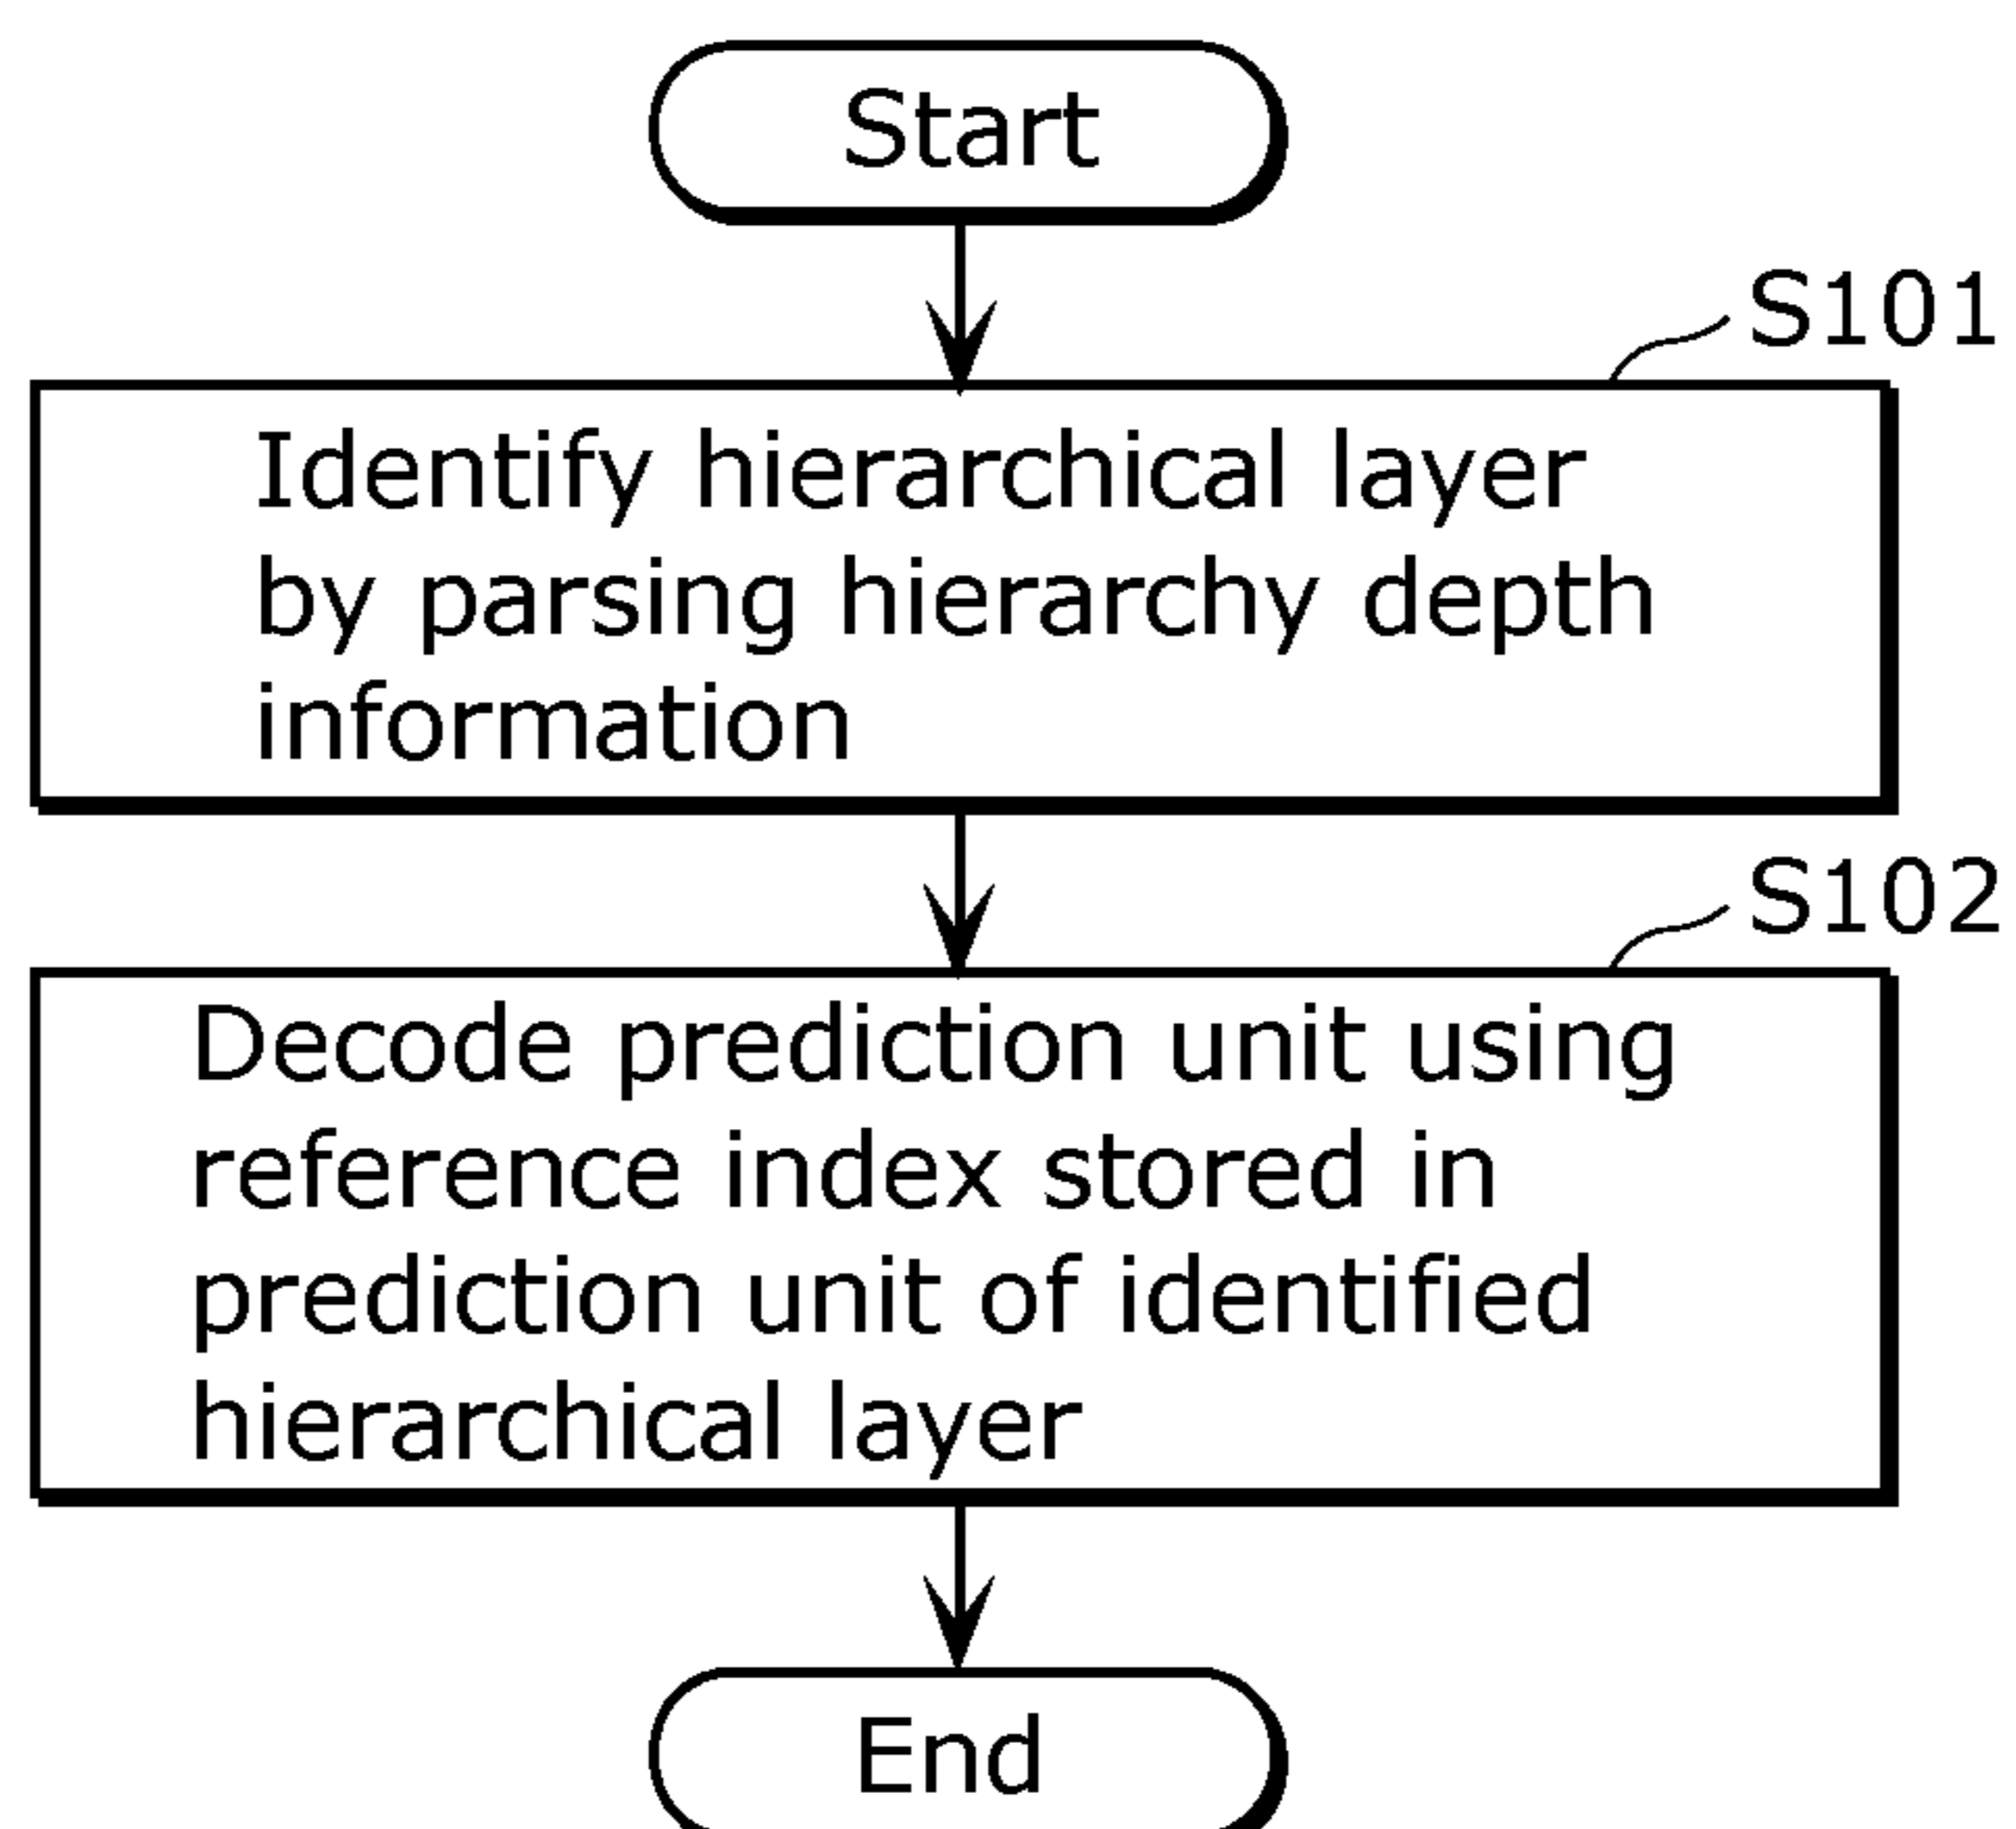 Start
S101
Identify hierarchical layer
by parsing hierarchy depth
information
S102
Decode prediction unit using
reference index stored in
prediction unit of identified
hierarchical layer
End